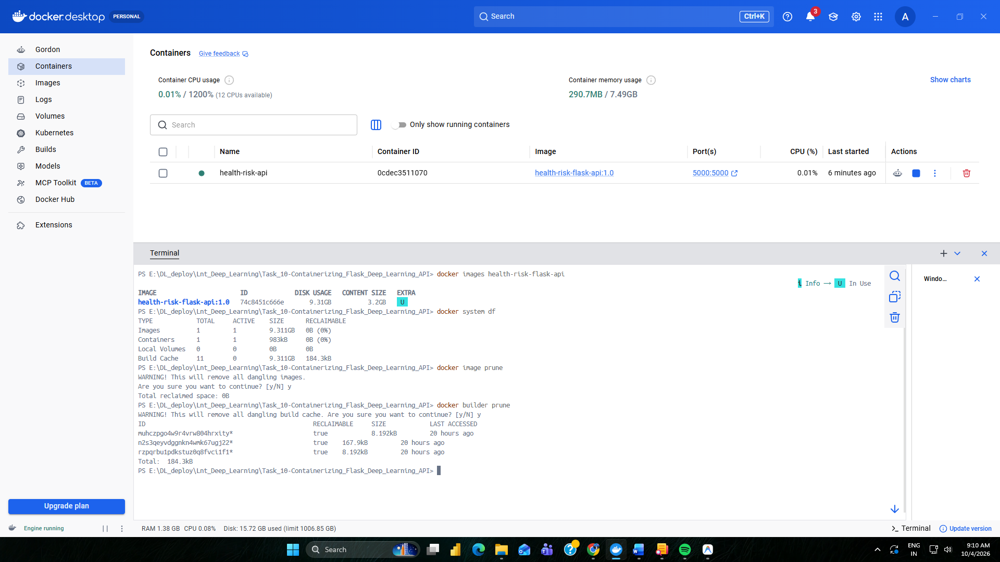 docker.desktop PERSONAL Search Ctrl+K 3 A
Gordon
Containers
Images
Logs
Volumes
Kubernetes
Builds
Models
MCP Toolkit BETA
Docker Hub
Extensions
Upgrade plan
Containers Give feedback
Container CPU usage
0.01% / 1200% (12 CPUs available)
Container memory usage
290.7MB / 7.49GB
Show charts
Search
Only show running containers
Name Container ID Image Port(s) CPU (%) Last started Actions
health-risk-api 0cdec3511070 health-risk-flask-api:1.0 5000:5000 0.01% 6 minutes ago
Terminal
PS E:\DL_deploy\Lnt_Deep_Learning\Task_10-Containerizing_Flask_Deep_Learning_API> docker images health-risk-flask-api
i Info → U In Use
IMAGE ID DISK USAGE CONTENT SIZE EXTRA
health-risk-flask-api:1.0 74c8451c666e 9.31GB 3.2GB U
PS E:\DL_deploy\Lnt_Deep_Learning\Task_10-Containerizing_Flask_Deep_Learning_API> docker system df
TYPE TOTAL ACTIVE SIZE RECLAIMABLE
Images 1 1 9.311GB 0B (0%)
Containers 1 1 983kB 0B (0%)
Local Volumes 0 0 0B 0B
Build Cache 11 0 9.311GB 184.3kB
PS E:\DL_deploy\Lnt_Deep_Learning\Task_10-Containerizing_Flask_Deep_Learning_API> docker image prune
WARNING! This will remove all dangling images.
Are you sure you want to continue? [y/N] y
Total reclaimed space: 0B
PS E:\DL_deploy\Lnt_Deep_Learning\Task_10-Containerizing_Flask_Deep_Learning_API> docker builder prune
WARNING! This will remove all dangling build cache. Are you sure you want to continue? [y/N] y
ID RECLAIMABLE SIZE LAST ACCESSED
muhczpgo4w9r4vrw804hrxity* true 8.192kB 20 hours ago
n2s3qeyvdggnkn4wmk67ugj22* true 167.9kB 20 hours ago
rzpqrbu1pdkstuz0q8fvci1f1* true 8.192kB 20 hours ago
Total: 184.3kB
PS E:\DL_deploy\Lnt_Deep_Learning\Task_10-Containerizing_Flask_Deep_Learning_API>
Windo...
Engine running RAM 1.38 GB CPU 0.08% Disk: 15.72 GB used (limit 1006.85 GB) Terminal Update version
Search
ENG
IN
9:10 AM
10/4/2026